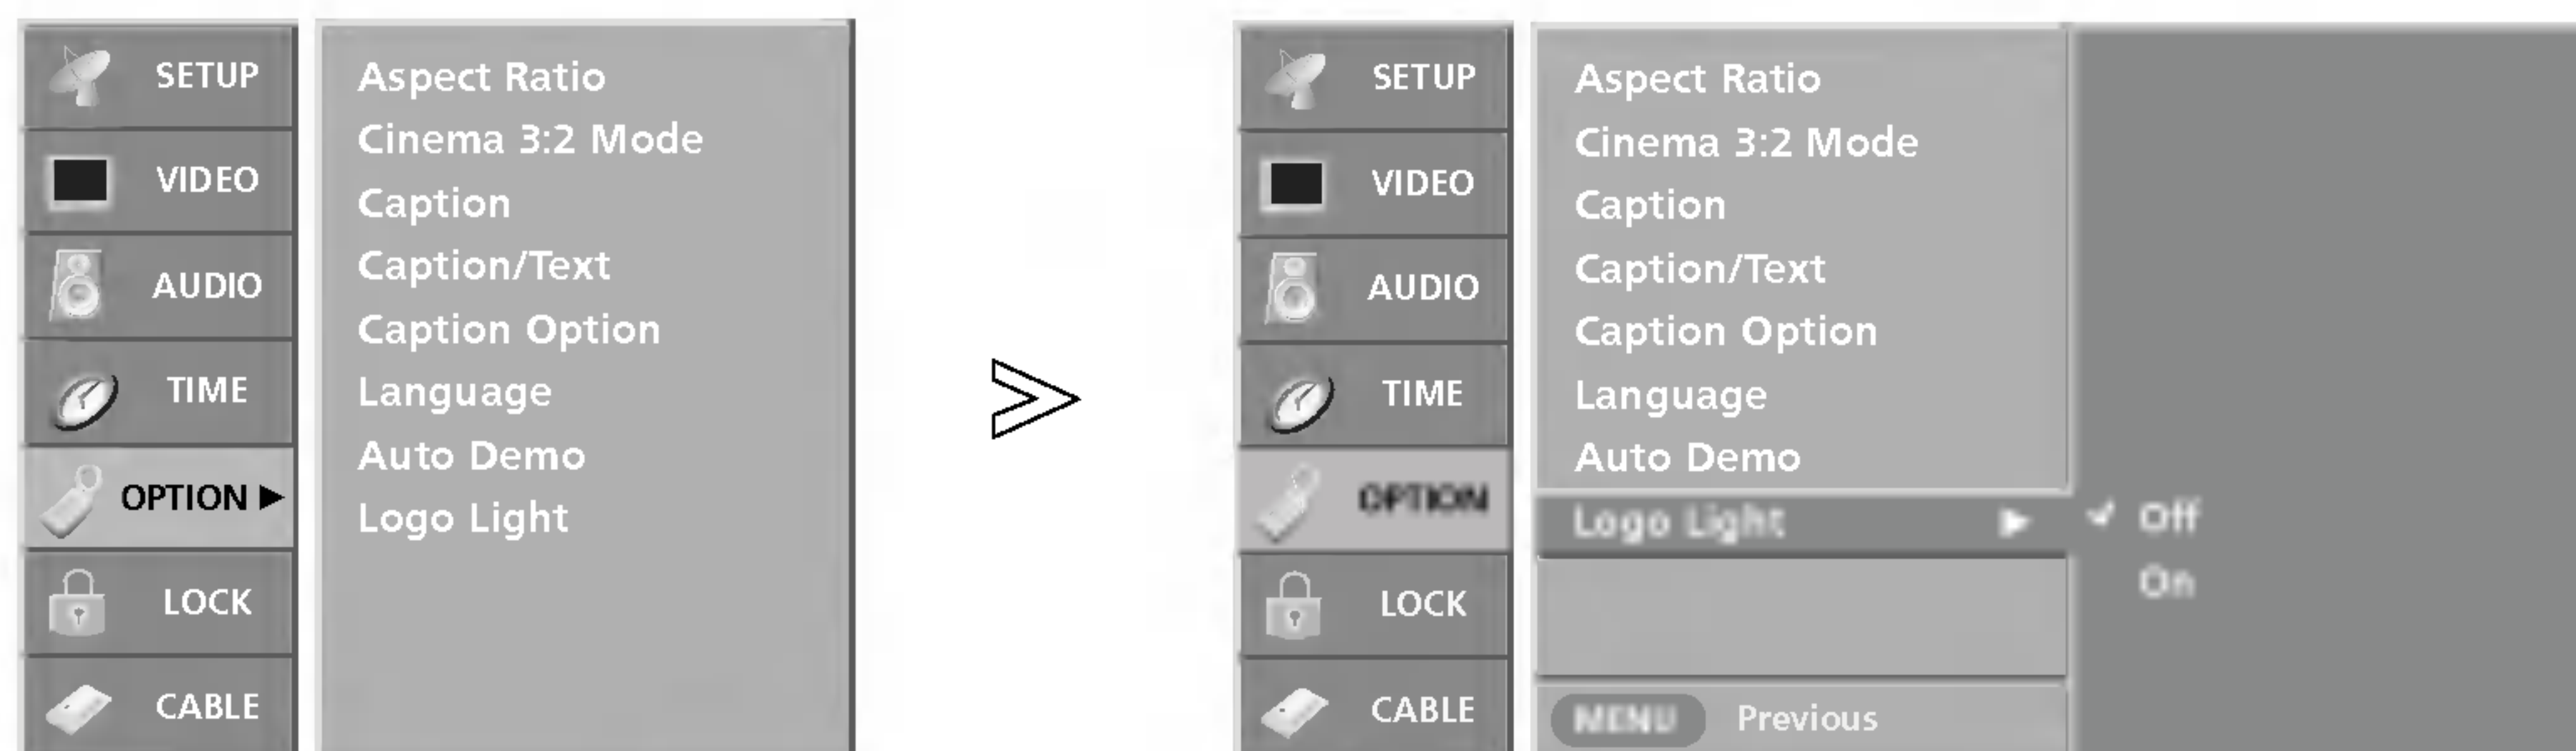 SETUP
VIDEO
AUDIO
TIME
OPTION ▶
LOCK
CABLE
Aspect Ratio
Cinema 3:2 Mode
Caption
Caption/Text
Caption Option
Language
Auto Demo
Logo Light
SETUP
VIDEO
AUDIO
TIME
OPTION
LOCK
CABLE
Aspect Ratio
Cinema 3:2 Mode
Caption
Caption/Text
Caption Option
Language
Auto Demo
Logo Light ▶
✔ Off
On
MENU Previous